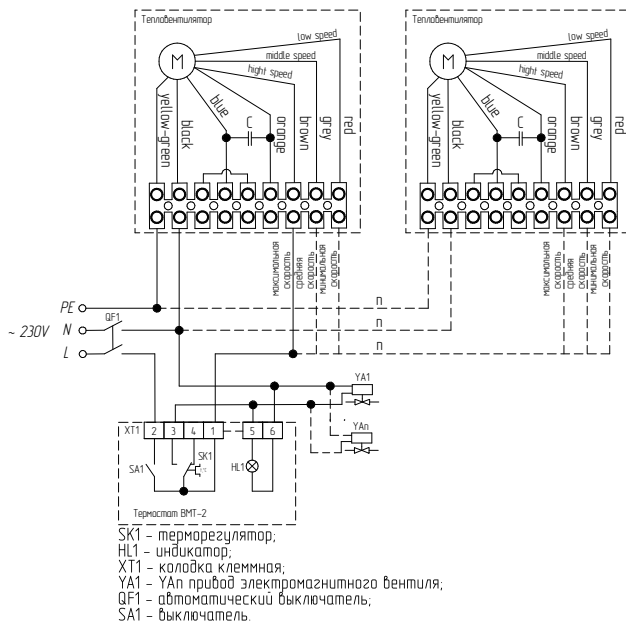 Тепловентилятор
Тепловентилятор
M
low speed
middle speed
hight speed
yellow-green
black
blue
C
orange
brown
grey
red
M
low speed
middle speed
hight speed
yellow-green
black
blue
C
orange
brown
grey
red
максимальная
скорость
средняя
скорость
минимальная
скорость
максимальная
скорость
средняя
скорость
минимальная
скорость
PE
n
~ 230V
N
QF1
n
L
n
YA1
XT1
2
3
4
1
5
6
YAn
SA1
SK1
t°C
HL1
Термостат ВМТ-2
SK1 - терморегулятор;
HL1 - индикатор;
XT1 - колодка клеммная;
YA1 - YAn привод электромагнитного вентиля;
QF1 - автоматический выключатель;
SA1 - выключатель.